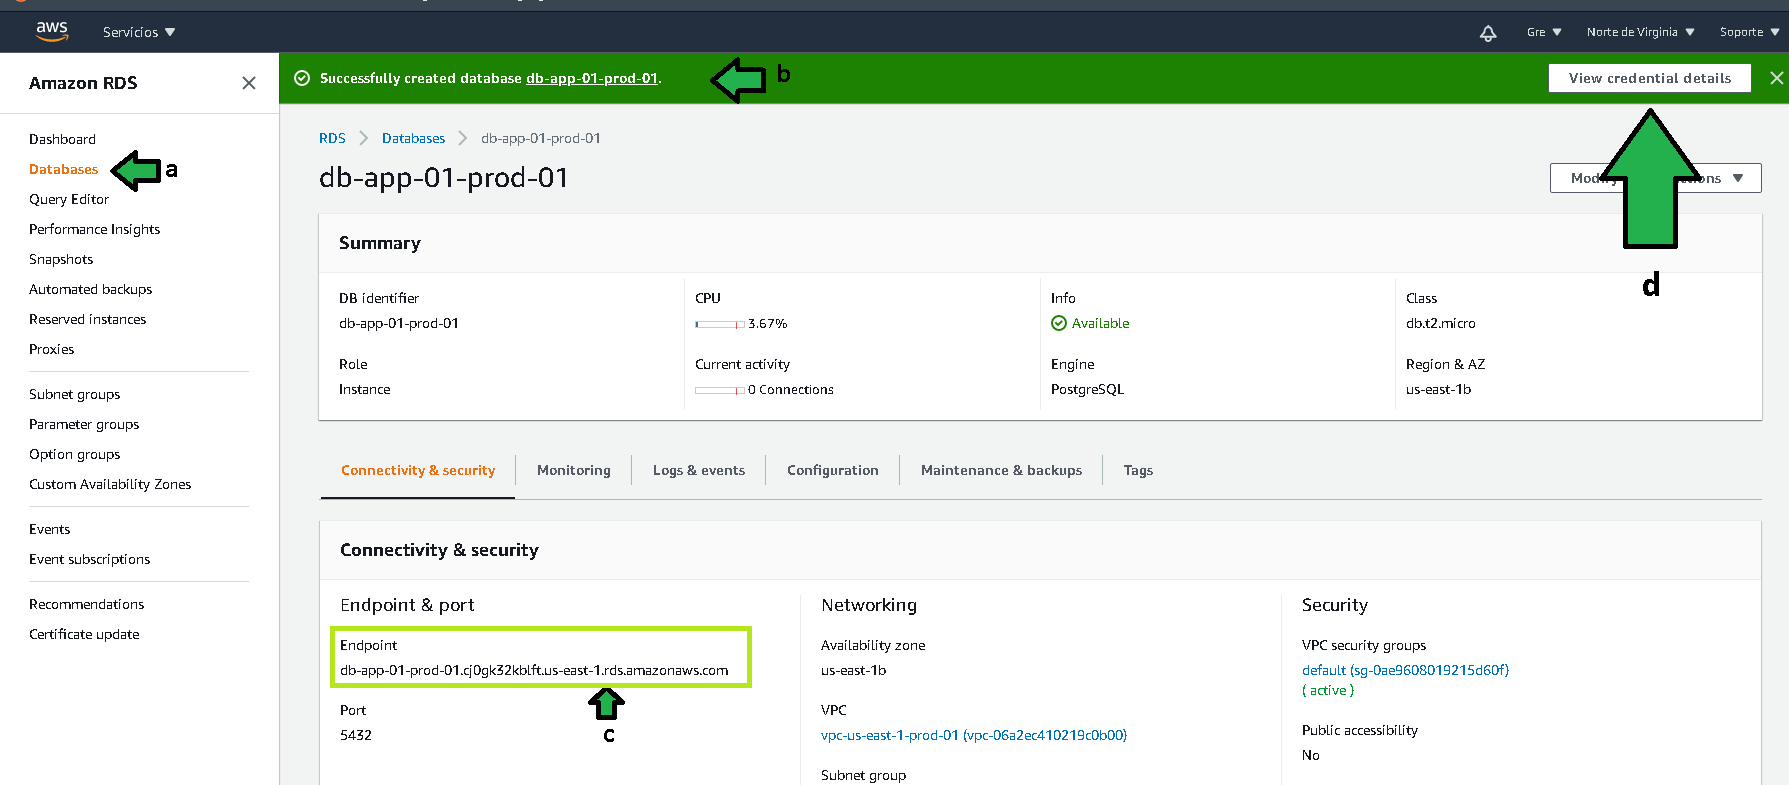 aws Servicios Gre Norte de Virginia Soporte
Amazon RDS
Successfully created database db-app-01-prod-01. b View credential details
Dashboard
Databases a
Query Editor
Performance Insights
Snapshots
Automated backups
Reserved instances
Proxies
Subnet groups
Parameter groups
Option groups
Custom Availability Zones
Events
Event subscriptions
Recommendations
Certificate update
RDS Databases db-app-01-prod-01
db-app-01-prod-01
d
Summary
DB identifier
db-app-01-prod-01
CPU
3.67%
Info
Available
Class
db.t2.micro
Role
Instance
Current activity
0 Connections
Engine
PostgreSQL
Region & AZ
us-east-1b
Connectivity & security Monitoring Logs & events Configuration Maintenance & backups Tags
Connectivity & security
Endpoint & port
Endpoint
db-app-01-prod-01.cj0gk32kblft.us-east-1.rds.amazonaws.com
c
Port
5432
Networking
Availability zone
us-east-1b
VPC
vpc-us-east-1-prod-01 (vpc-06a2ec410219c0b00)
Subnet group
Security
VPC security groups
default (sg-0ae9608019215d60f)
( active )
Public accessibility
No